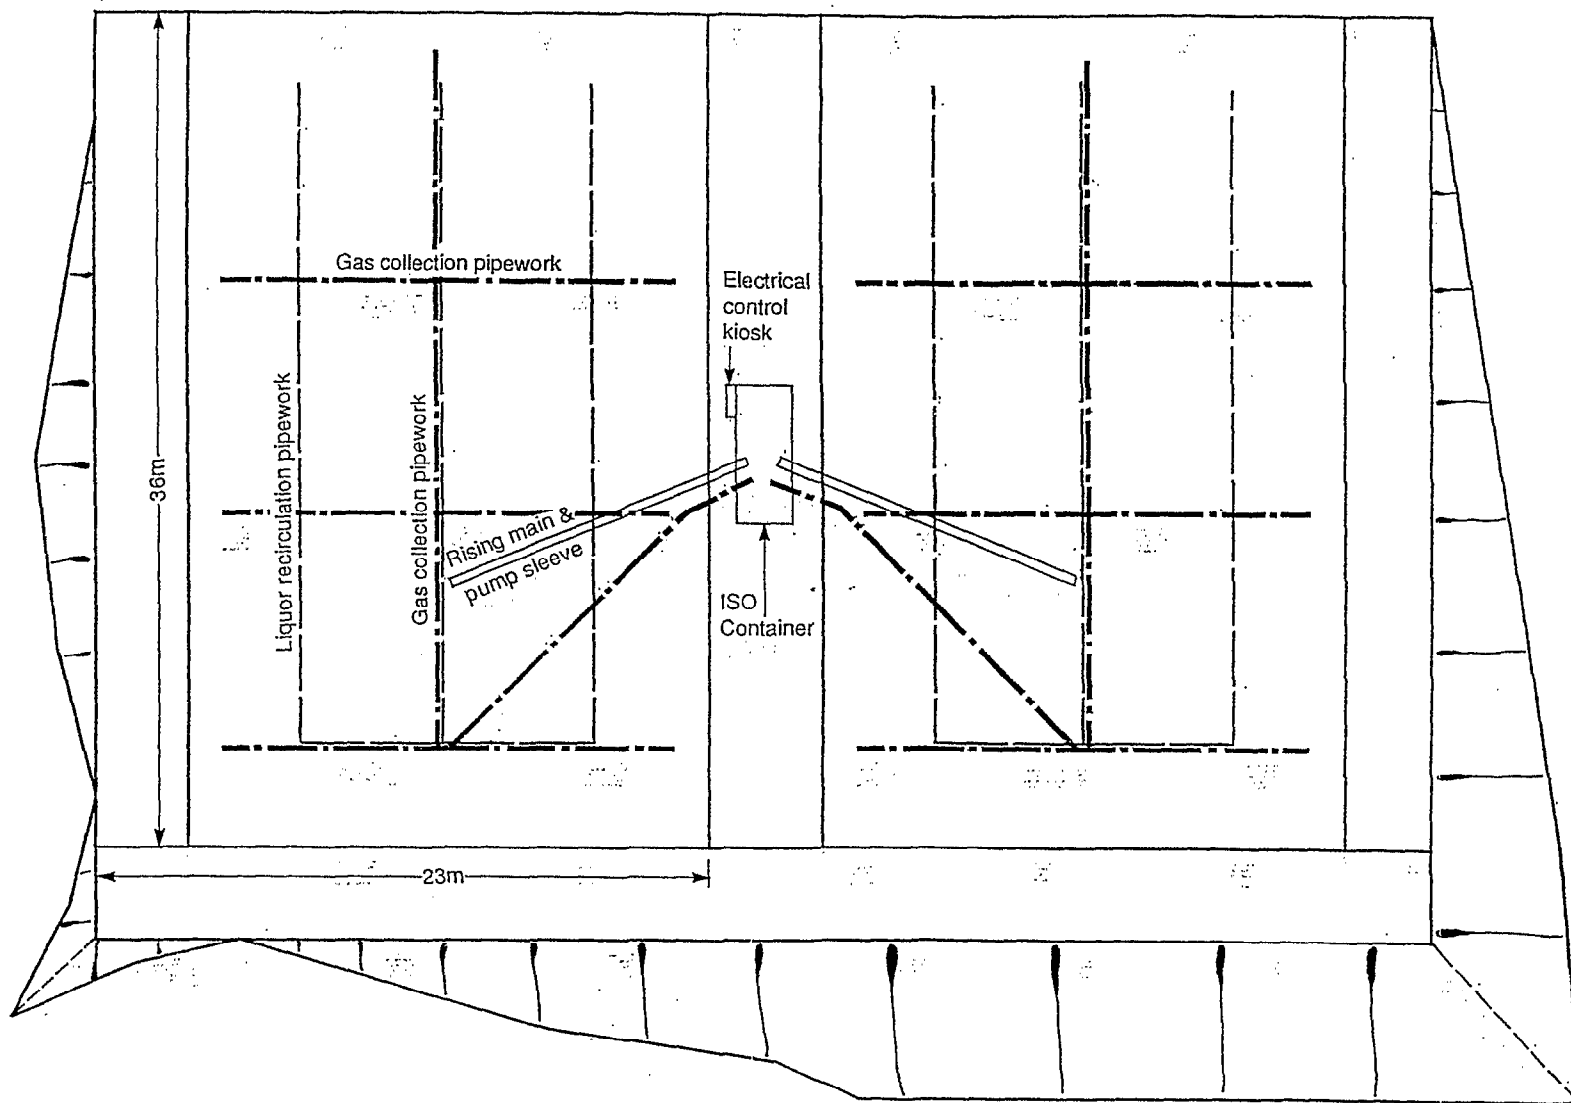 Gas collection pipework
Electrical
control
kiosk
Liquor recirculation pipework
Gas collection pipework
36m
Rising main &
pump sleeve
ISO
Container
23m